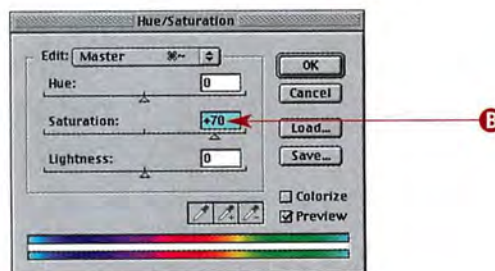 Hue/Saturation
Edit: Master ⌘~
OK
Hue: 0
Cancel
Saturation: +70
B
Load...
Lightness: 0
Save...
Colorize
Preview